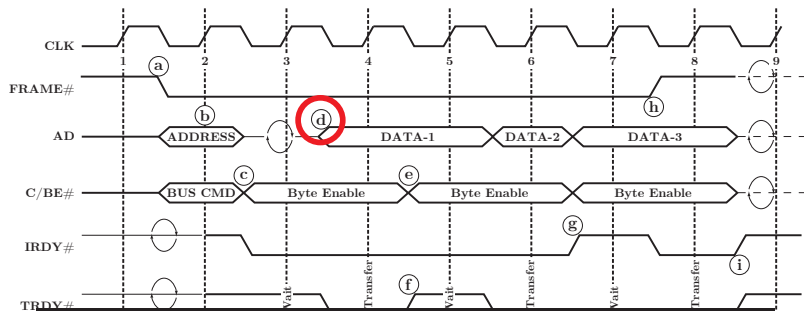 CLK
1 2 3 4 5 6 7 8 9
a
FRAME#
h
b
d
AD ADDRESS DATA-1 DATA-2 DATA-3
c e
C/BE# BUS CMD Byte Enable Byte Enable Byte Enable
g
IRDY#
i
Wait Transfer Wait Transfer Wait Transfer
f
TRDY#